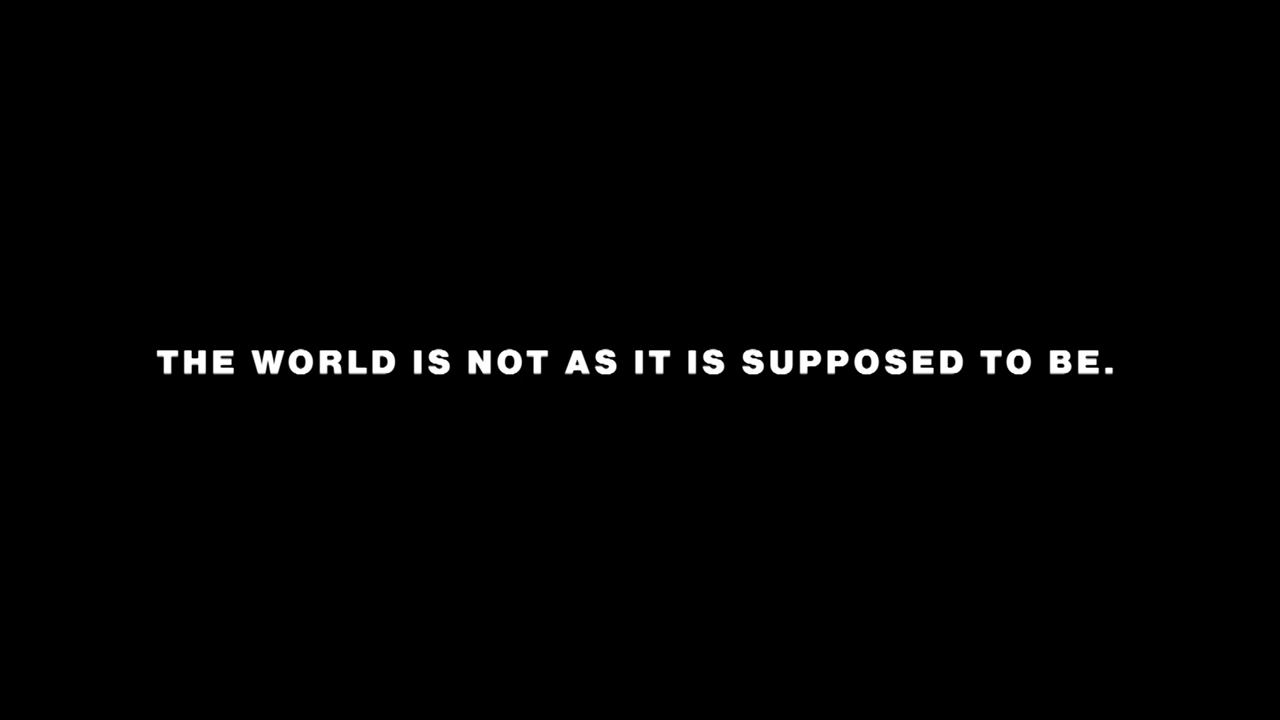 THE WORLD IS NOT AS IT IS SUPPOSED TO BE.